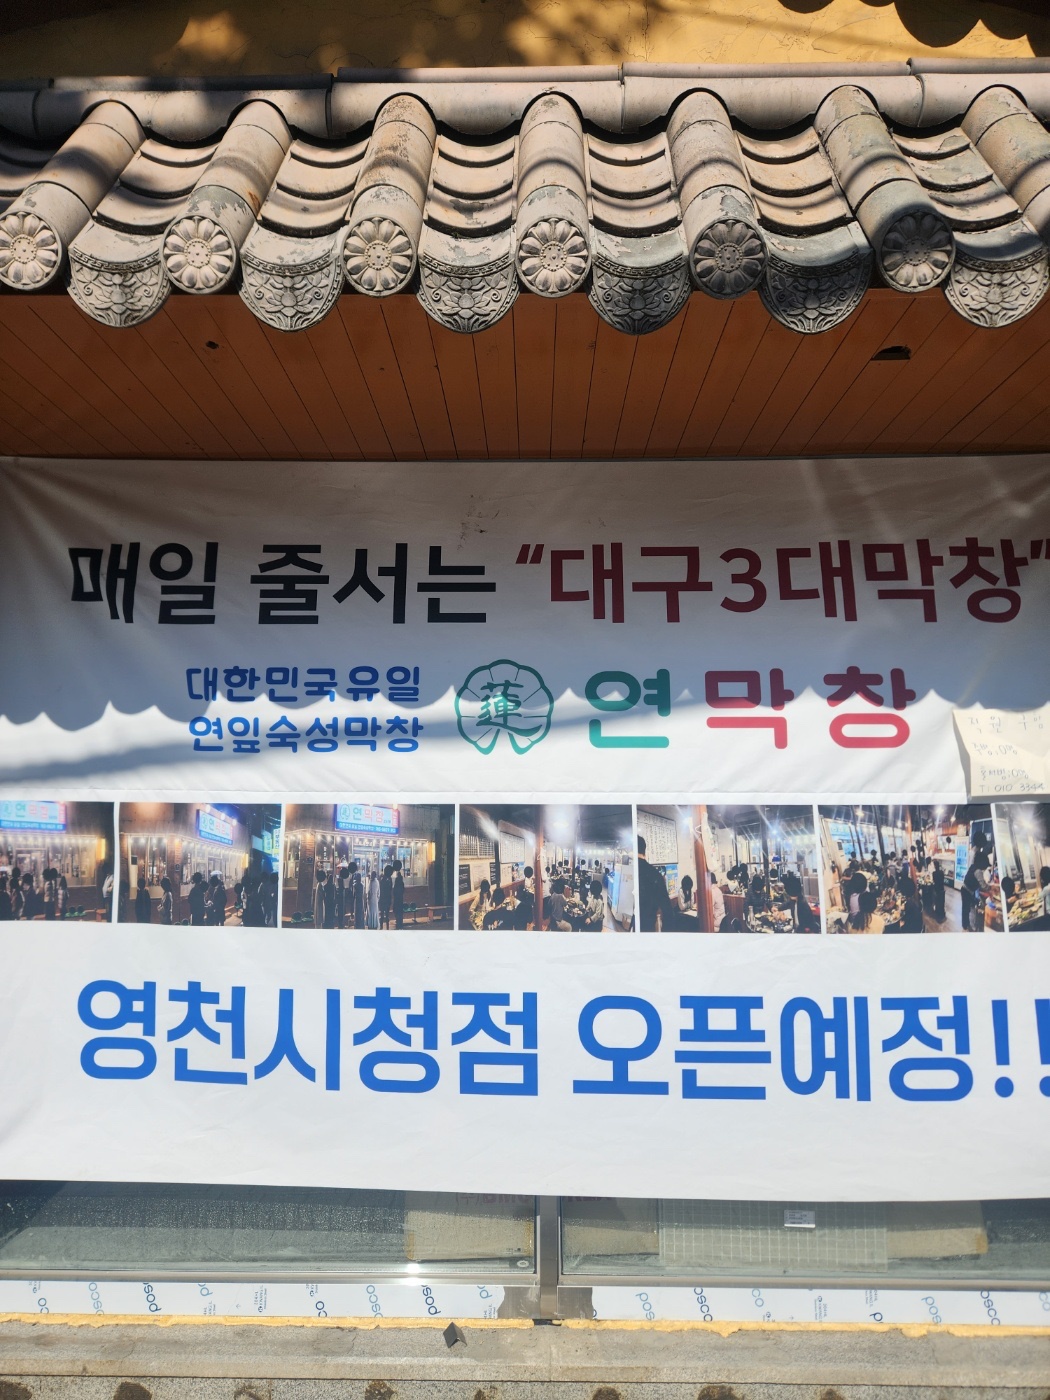 매일 줄서는 “대구3대막창”
대한민국유일
연잎숙성막창
蓮
연막창
영천시청점 오픈예정!!